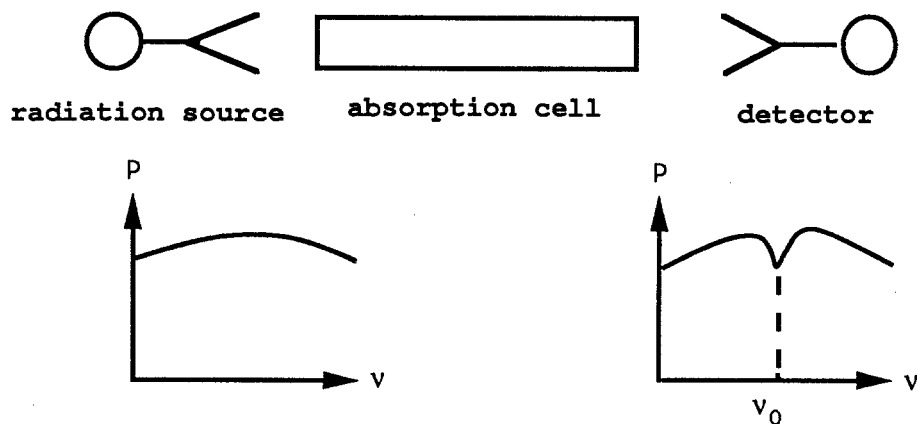 radiation source absorption cell detector
P P
ν ν
ν₀